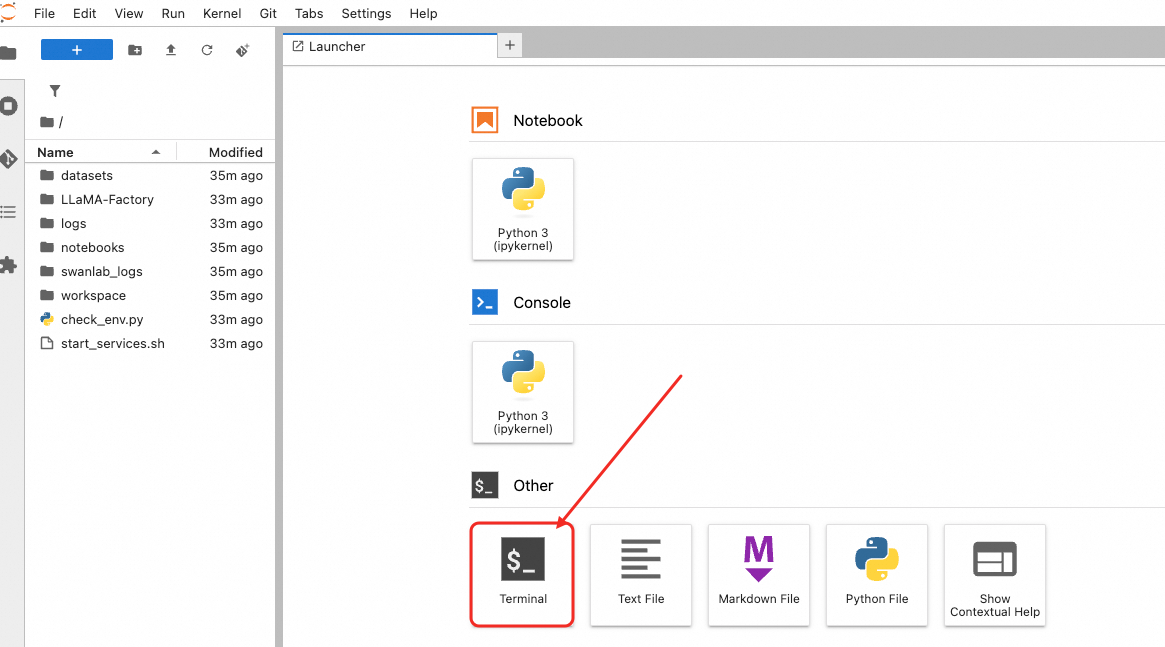 File Edit View Run Kernel Git Tabs Settings Help
+
Launcher
+
/
Name Modified
datasets 35m ago
LLaMA-Factory 33m ago
logs 33m ago
notebooks 35m ago
swanlab_logs 35m ago
workspace 35m ago
check_env.py 33m ago
start_services.sh 33m ago
Notebook
Python 3
(ipykernel)
>_ Console
Python 3
(ipykernel)
$_ Other
$_
Terminal
Text File
M
Markdown File
Python File
Show
Contextual Help